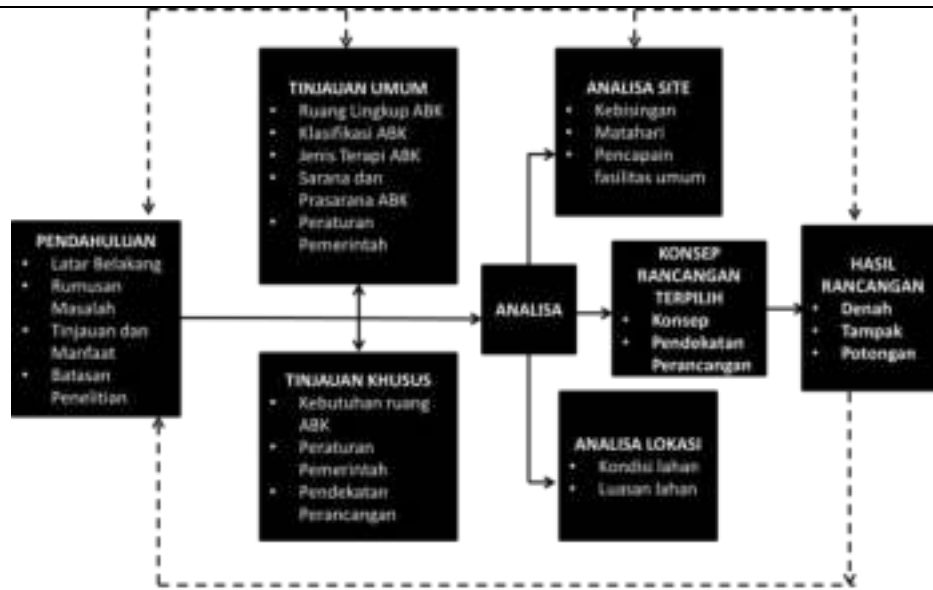 TINJAUAN UMUM
• Ruang Lingkup ABK
• Klasifikasi ABK
• Jenis Terapi ABK
• Sarana dan
Prasarana ABK
• Peraturan
Pemerintah
ANALISA SITE
• Kebisingan
• Matahari
• Pencapain
fasilitas umum
PENDAHULUAN
• Latar Belakang
• Rumusan
Masalah
• Tinjauan dan
Manfaat
• Batasan
Penelitian
ANALISA
KONSEP
RANCANGAN
TERPILIH
• Konsep
• Pendekatan
Perancangan
HASIL
RANCANGAN
• Denah
• Tampak
• Potongan
TINJAUAN KHUSUS
• Kebutuhan ruang
ABK
• Peraturan
Pemerintah
• Pendekatan
Perancangan
ANALISA LOKASI
• Kondisi lahan
• Luasan lahan